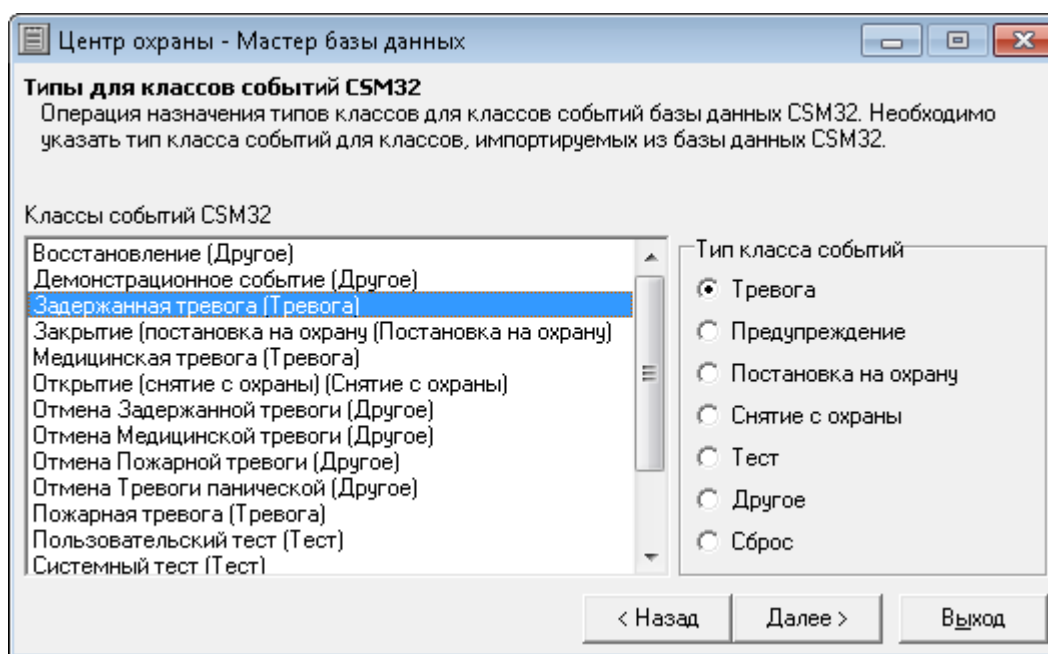 Центр охраны - Мастер базы данных
Типы для классов событий CSM32
Операция назначения типов классов для классов событий базы данных CSM32. Необходимо
указать тип класса событий для классов, импортируемых из базы данных CSM32.
Классы событий CSM32
Восстановление (Другое)
Демонстрационное событие (Другое)
Задержанная тревога (Тревога)
Закрытие (постановка на охрану (Постановка на охрану)
Медицинская тревога (Тревога)
Открытие (снятие с охраны) (Снятие с охраны)
Отмена Задержанной тревоги (Другое)
Отмена Медицинской тревоги (Другое)
Отмена Пожарной тревоги (Другое)
Отмена Тревоги панической (Другое)
Пожарная тревога (Тревога)
Пользовательский тест (Тест)
Системный тест (Тест)
Тип класса событий
Тревога
Предупреждение
Постановка на охрану
Снятие с охраны
Тест
Другое
Сброс
< Назад
Далее >
Выход